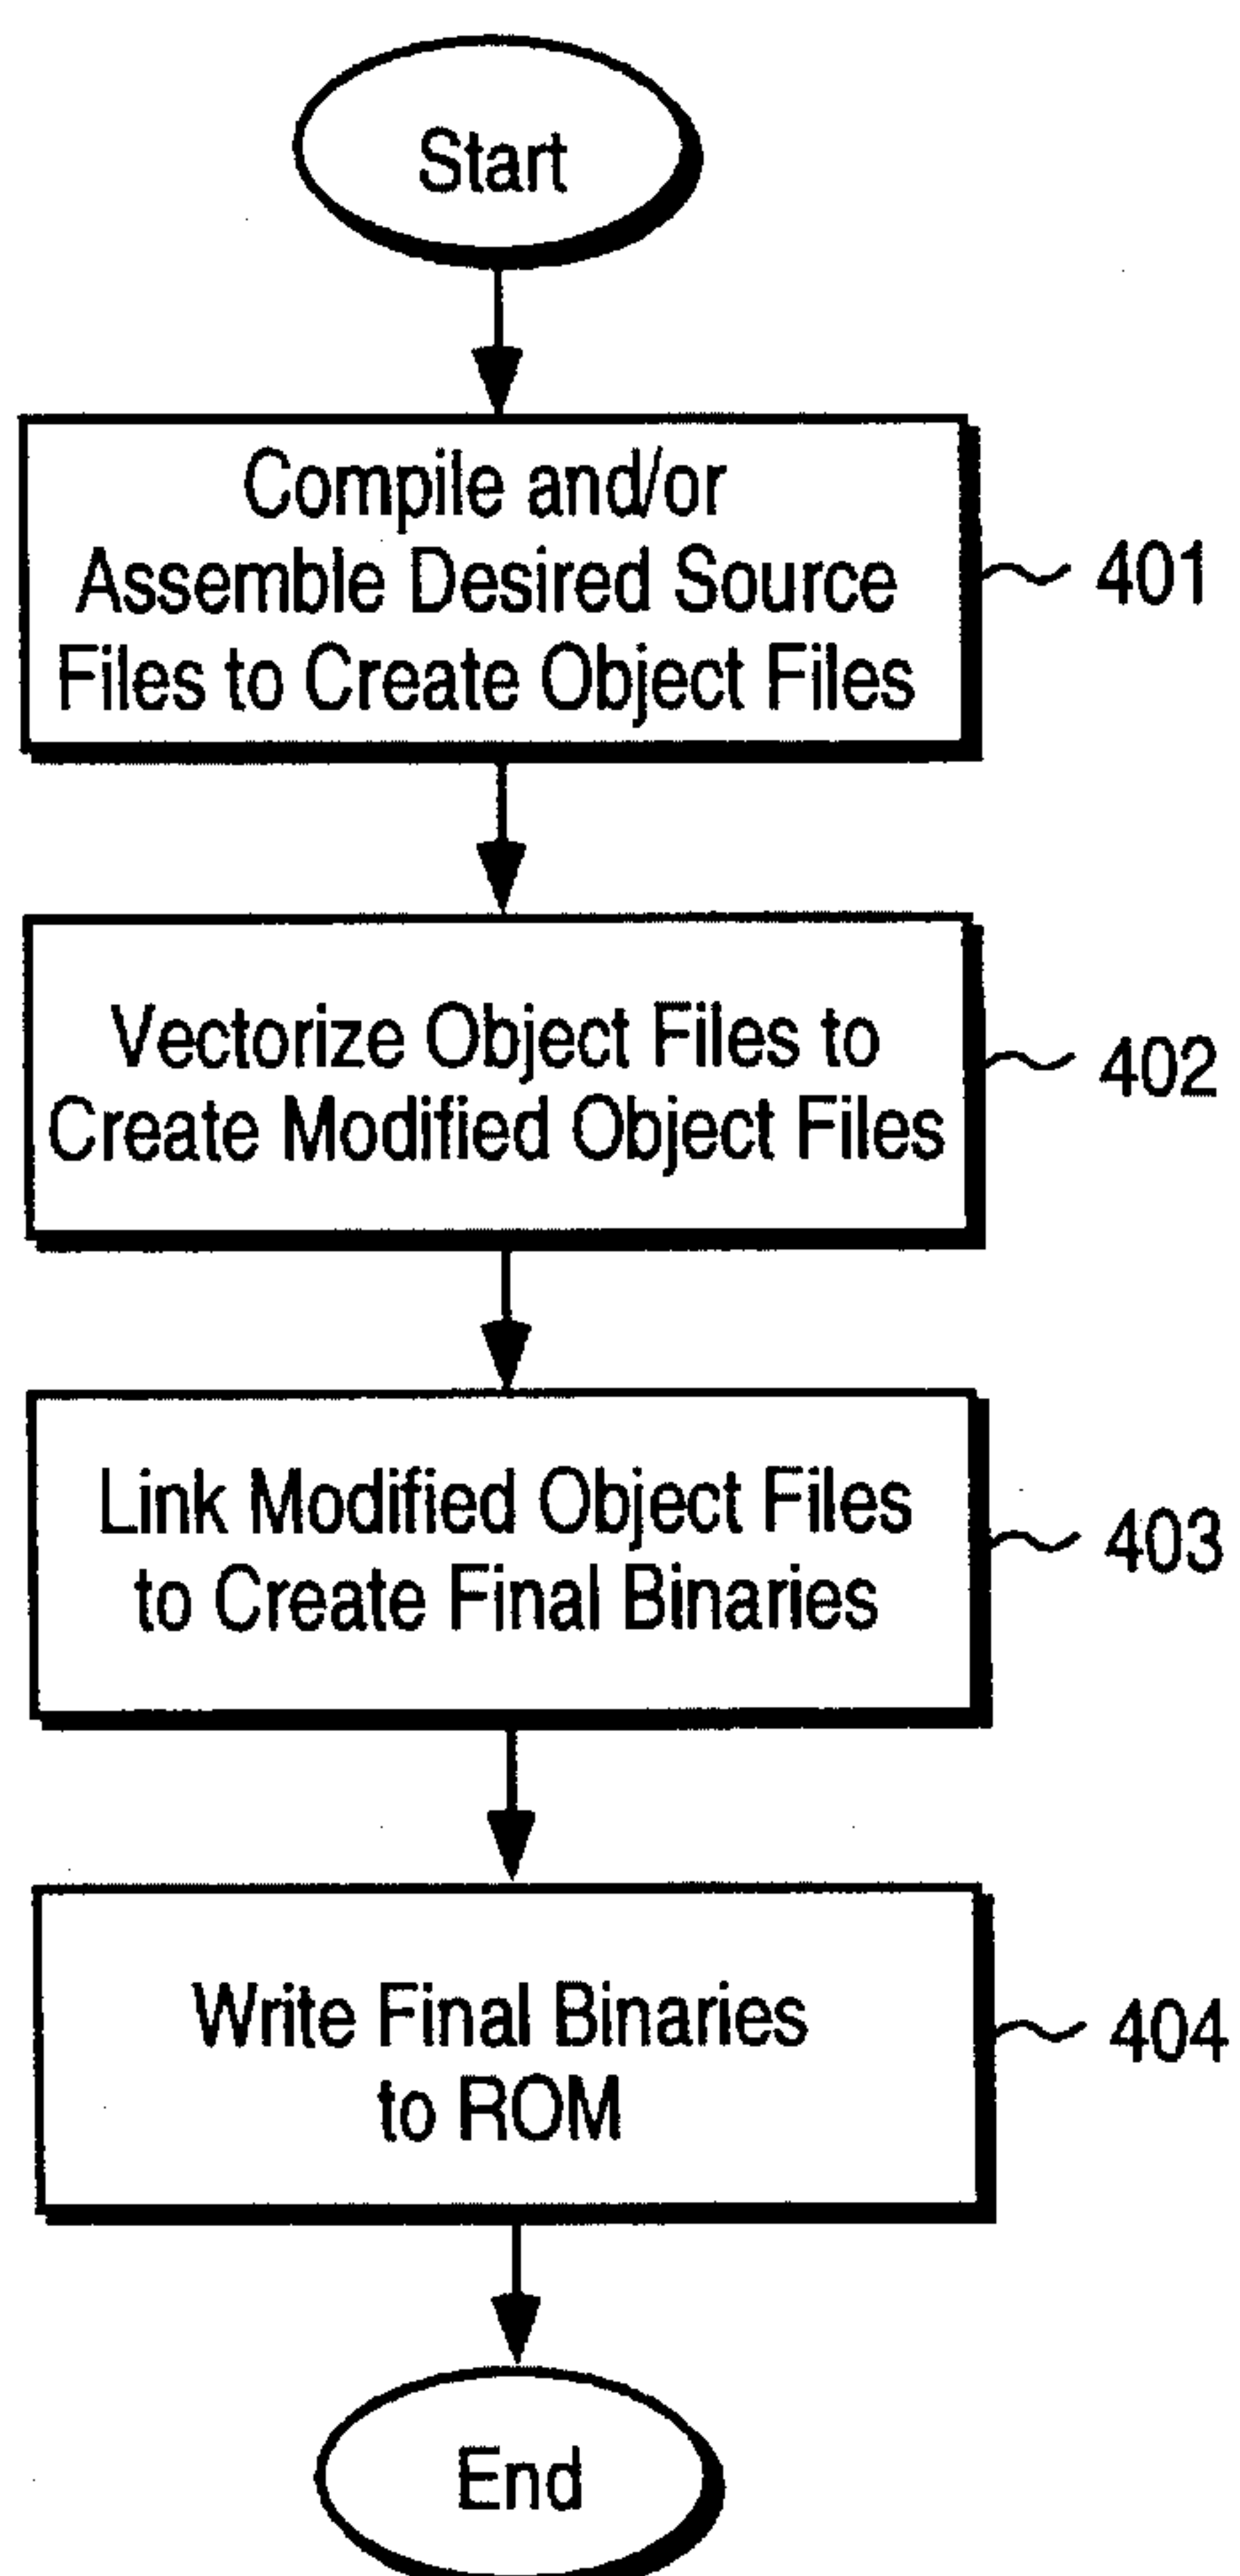 Start
Compile and/or
Assemble Desired Source
Files to Create Object Files
401
Vectorize Object Files to
Create Modified Object Files
402
Link Modified Object Files
to Create Final Binaries
403
Write Final Binaries
to ROM
404
End